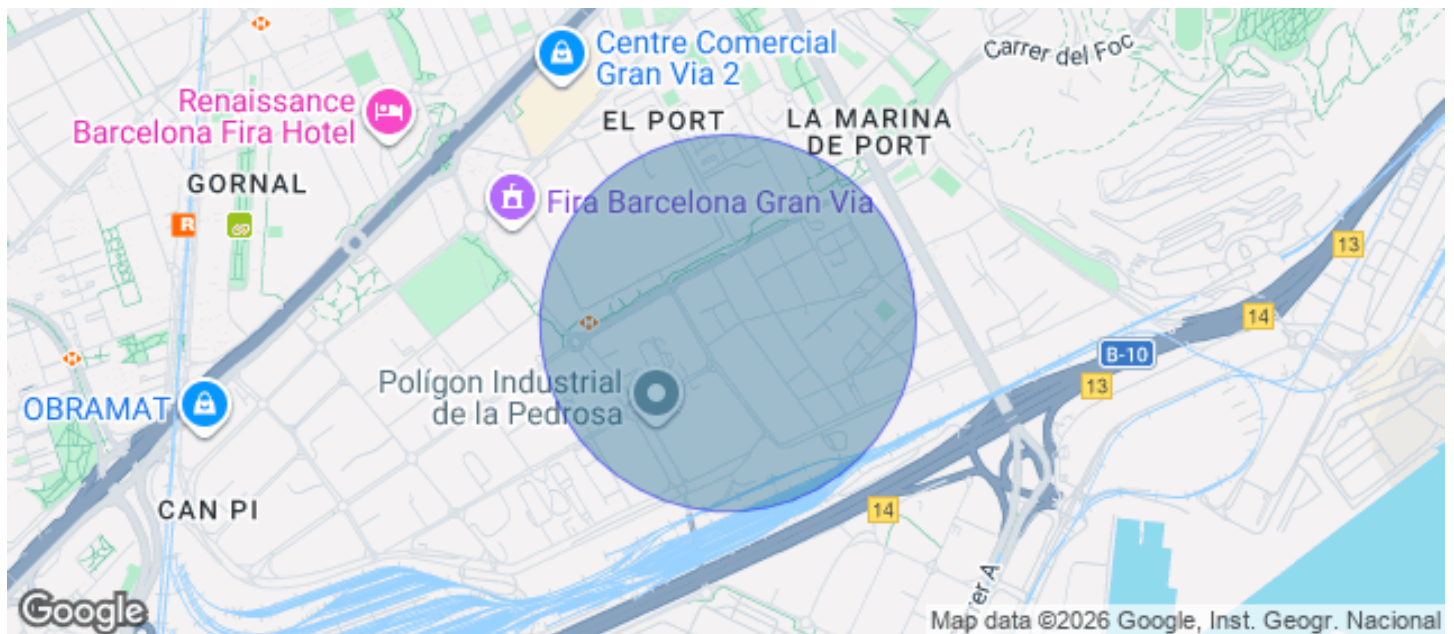 Centre Comercial
Gran Via 2
Carrer del Foc
Renaissance
Barcelona Fira Hotel
EL PORT
LA MARINA
DE PORT
GORNAL
R
Fira Barcelona Gran Via
13
14
B-10
13
Polígon Industrial
de la Pedrosa
OBRAMAT
CAN PI
14
er A
Google
Map data ©2026 Google, Inst. Geogr. Nacional